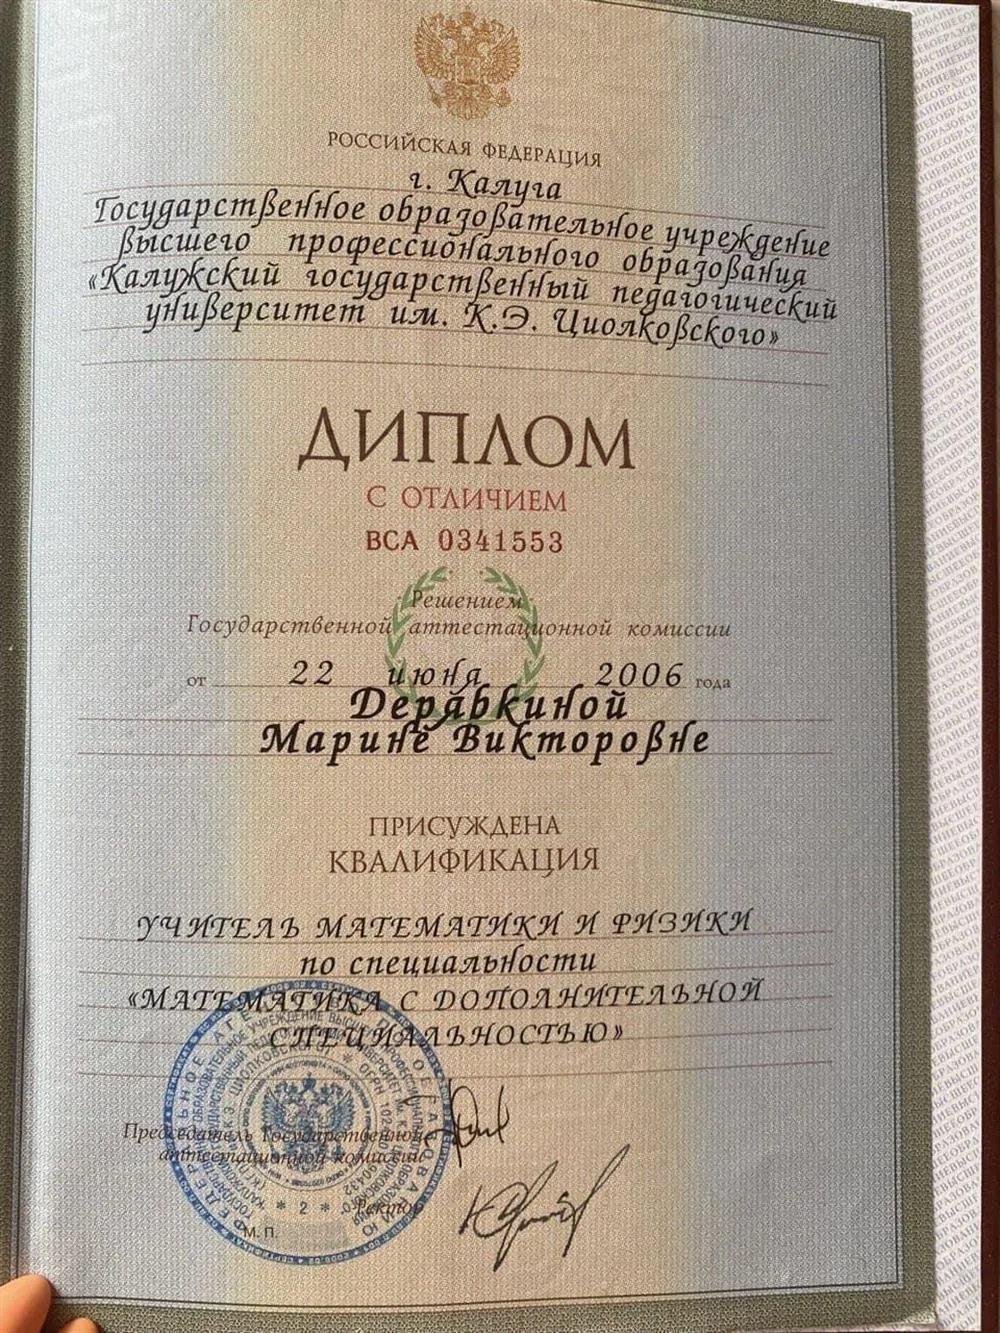 РОССИЙСКАЯ ФЕДЕРАЦИЯ
г. Калуга
Государственное образовательное учреждение
высшего профессионального образования
«Калужский государственный педагогический
университет им. К.Э. Циолковского»
ДИПЛОМ
С ОТЛИЧИЕМ
ВСА 0341553
Решением
Государственной аттестационной комиссии
от 22 июня 2006 года
Дерябкиной
Марине Викторовне
ПРИСУЖДЕНА
КВАЛИФИКАЦИЯ
УЧИТЕЛЬ МАТЕМАТИКИ И ФИЗИКИ
по специальности
«МАТЕМАТИКА С ДОПОЛНИТЕЛЬНОЙ
СПЕЦИАЛЬНОСТЬЮ»
Председатель Государственной
аттестационной комиссии
Ректор
М. П.